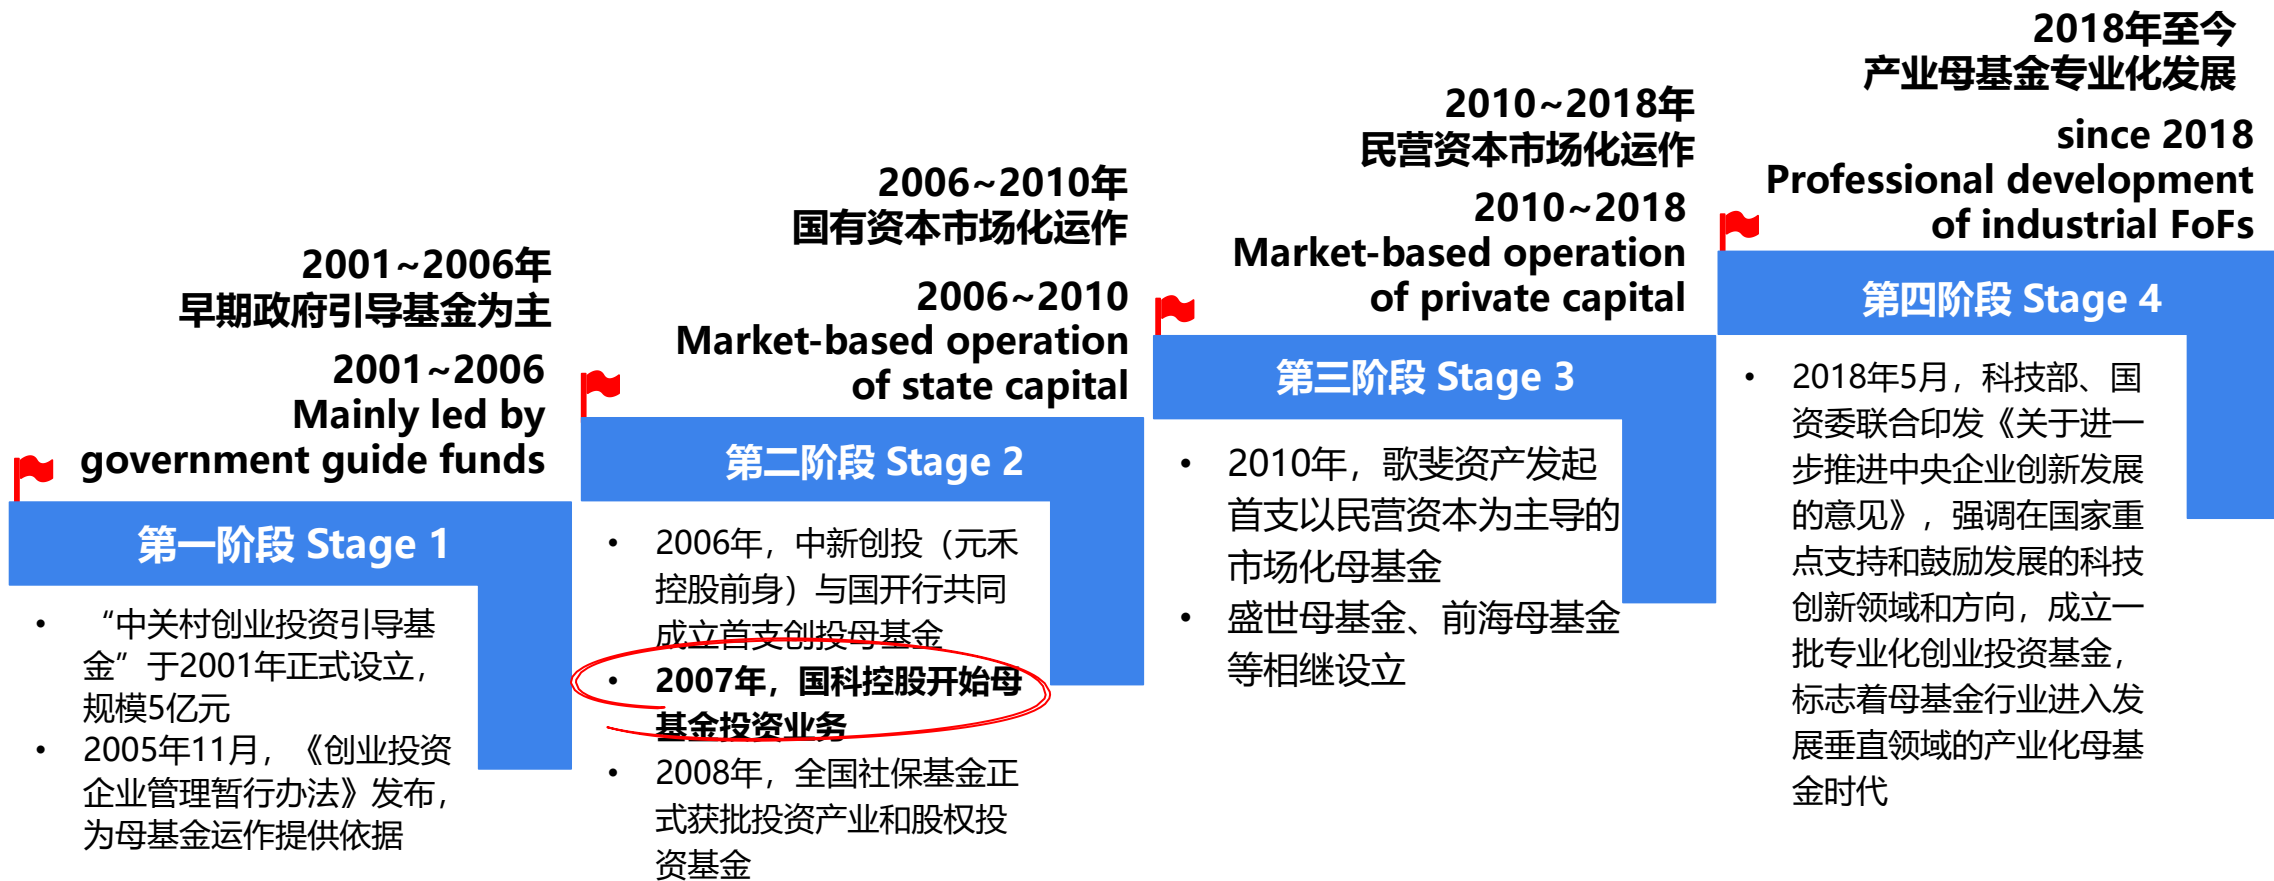 2001~2006年
早期政府引导基金为主
2001~2006
Mainly led by
government guide funds
第一阶段 Stage 1
• “中关村创业投资引导基
金”于2001年正式设立，
规模5亿元
• 2005年11月，《创业投资
企业管理暂行办法》发布，
为母基金运作提供依据
2006~2010年
国有资本市场化运作
2006~2010
Market-based operation
of state capital
第二阶段 Stage 2
• 2006年，中新创投（元禾
控股前身）与国开行共同
成立首支创投母基金
• 2007年，国科控股开始母
基金投资业务
• 2008年，全国社保基金正
式获批投资产业和股权投
资基金
2010~2018年
民营资本市场化运作
2010~2018
Market-based operation
of private capital
第三阶段 Stage 3
• 2010年，歌斐资产发起
首支以民营资本为主导的
市场化母基金
• 盛世母基金、前海母基金
等相继设立
2018年至今
产业母基金专业化发展
since 2018
Professional development
of industrial FoFs
第四阶段 Stage 4
• 2018年5月，科技部、国
资委联合印发《关于进一
步推进中央企业创新发展
的意见》，强调在国家重
点支持和鼓励发展的科技
创新领域和方向，成立一
批专业化创业投资基金，
标志着母基金行业进入发
展垂直领域的产业化母基
金时代